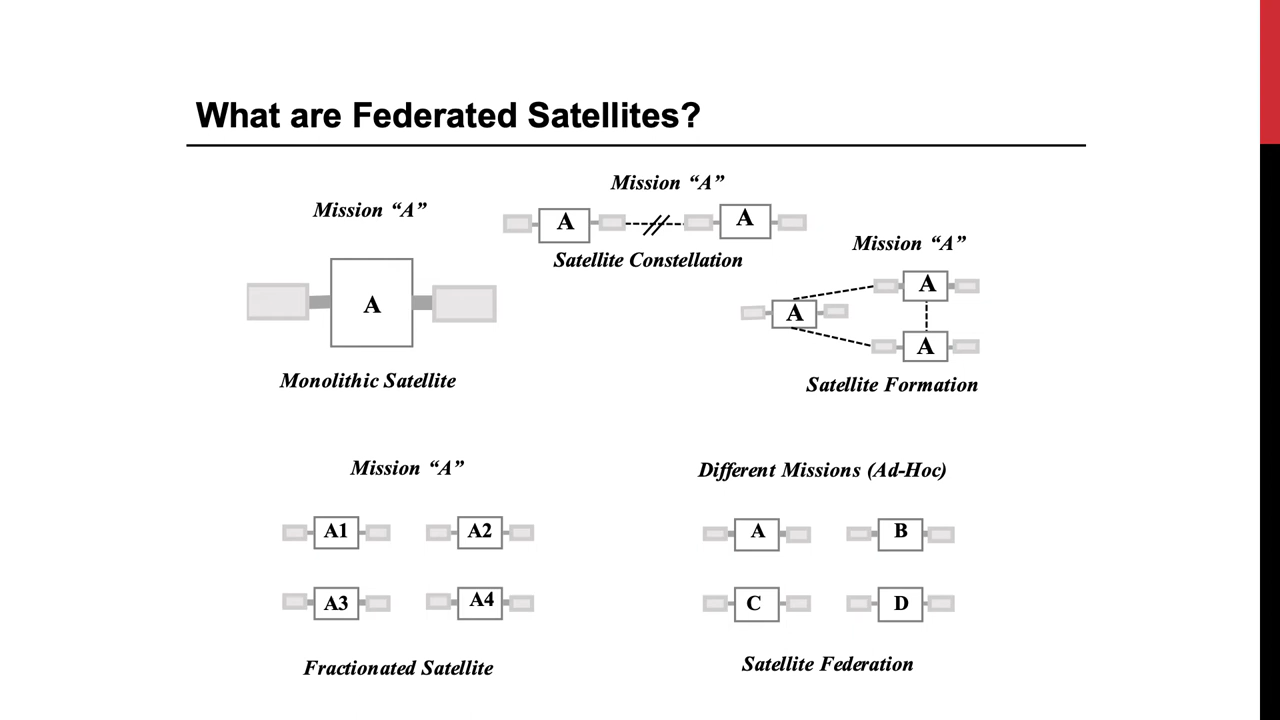 What are Federated Satellites?
Mission “A”
A
Monolithic Satellite
Mission “A”
A A
Satellite Constellation
Mission “A”
A
A
A
Satellite Formation
Mission “A”
A1 A2
A3 A4
Fractionated Satellite
Different Missions (Ad-Hoc)
A B
C D
Satellite Federation